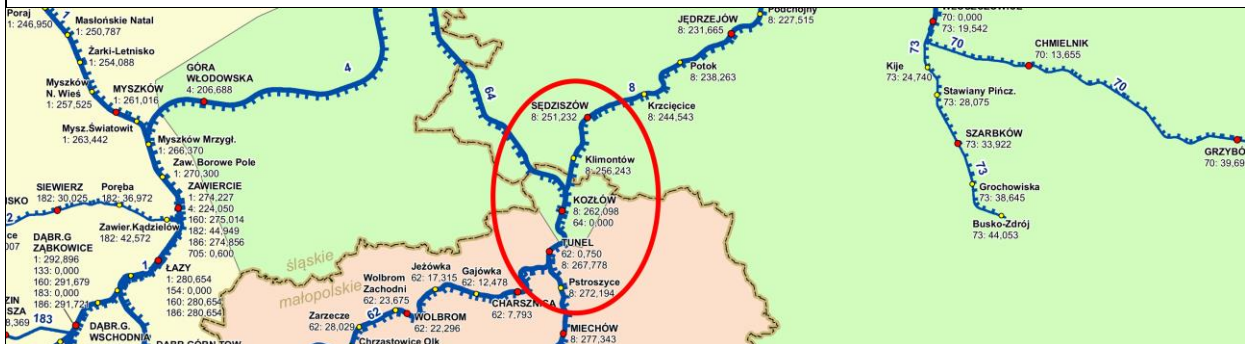 Poraj
1: 246,950
1
Masłońskie Natal
1: 250,787
Żarki-Letnisko
1: 254,088
Myszków
N. Wieś
1: 257,525
MYSZKÓW
1: 261,016
Mysz.Światowit
1: 263,442
Myszków Mrzygł.
1: 266,370
Zaw. Borowe Pole
1: 270,300
ZAWIERCIE
1: 274,227
4: 224,050
160: 275,014
182: 44,949
186: 274,856
705: 0,600
GÓRA
WŁODOWSKA
4: 206,688
4
SIEWIERZ
182: 30,025
Poręba
182: 36,972
Zawier.Kądzielów
182: 42,572
DĄBR.G
ZĄBKOWICE
1: 292,896
133: 0,000
160: 291,679
183: 0,000
186: 291,721
1
ŁAZY
1: 280,654
154: 0,000
160: 280,654
186: 280,654
183
DĄBR.G.
WSCHODNIA
śląskie
małopolskie
64
8
JĘDRZEJÓW
8: 231,665
Podchojny
8: 227,515
Potok
8: 238,263
Krzcięcice
8: 244,543
SĘDZISZÓW
8: 251,232
Klimontów
8: 256,243
KOZŁÓW
8: 262,098
64: 0,000
TUNEL
62: 0,750
8: 267,778
Pstroszyce
8: 272,194
MIECHÓW
8: 277,343
CHARSZNICA
62: 7,793
Gajówka
62: 12,478
Jeżówka
62: 17,315
Wolbrom
Zachodni
62: 23,675
WOLBROM
62: 22,296
Zarzecze
62: 28,029
62
Chrząstowice Olk
70: 0,000
73: 19,542
73
70
CHMIELNIK
70: 13,655
70
Kije
73: 24,740
Stawiany Pińcz.
73: 28,075
SZARBKÓW
73: 33,922
73
Grochowiska
73: 38,645
Busko-Zdrój
73: 44,053
GRZYBÓ
70: 39,69